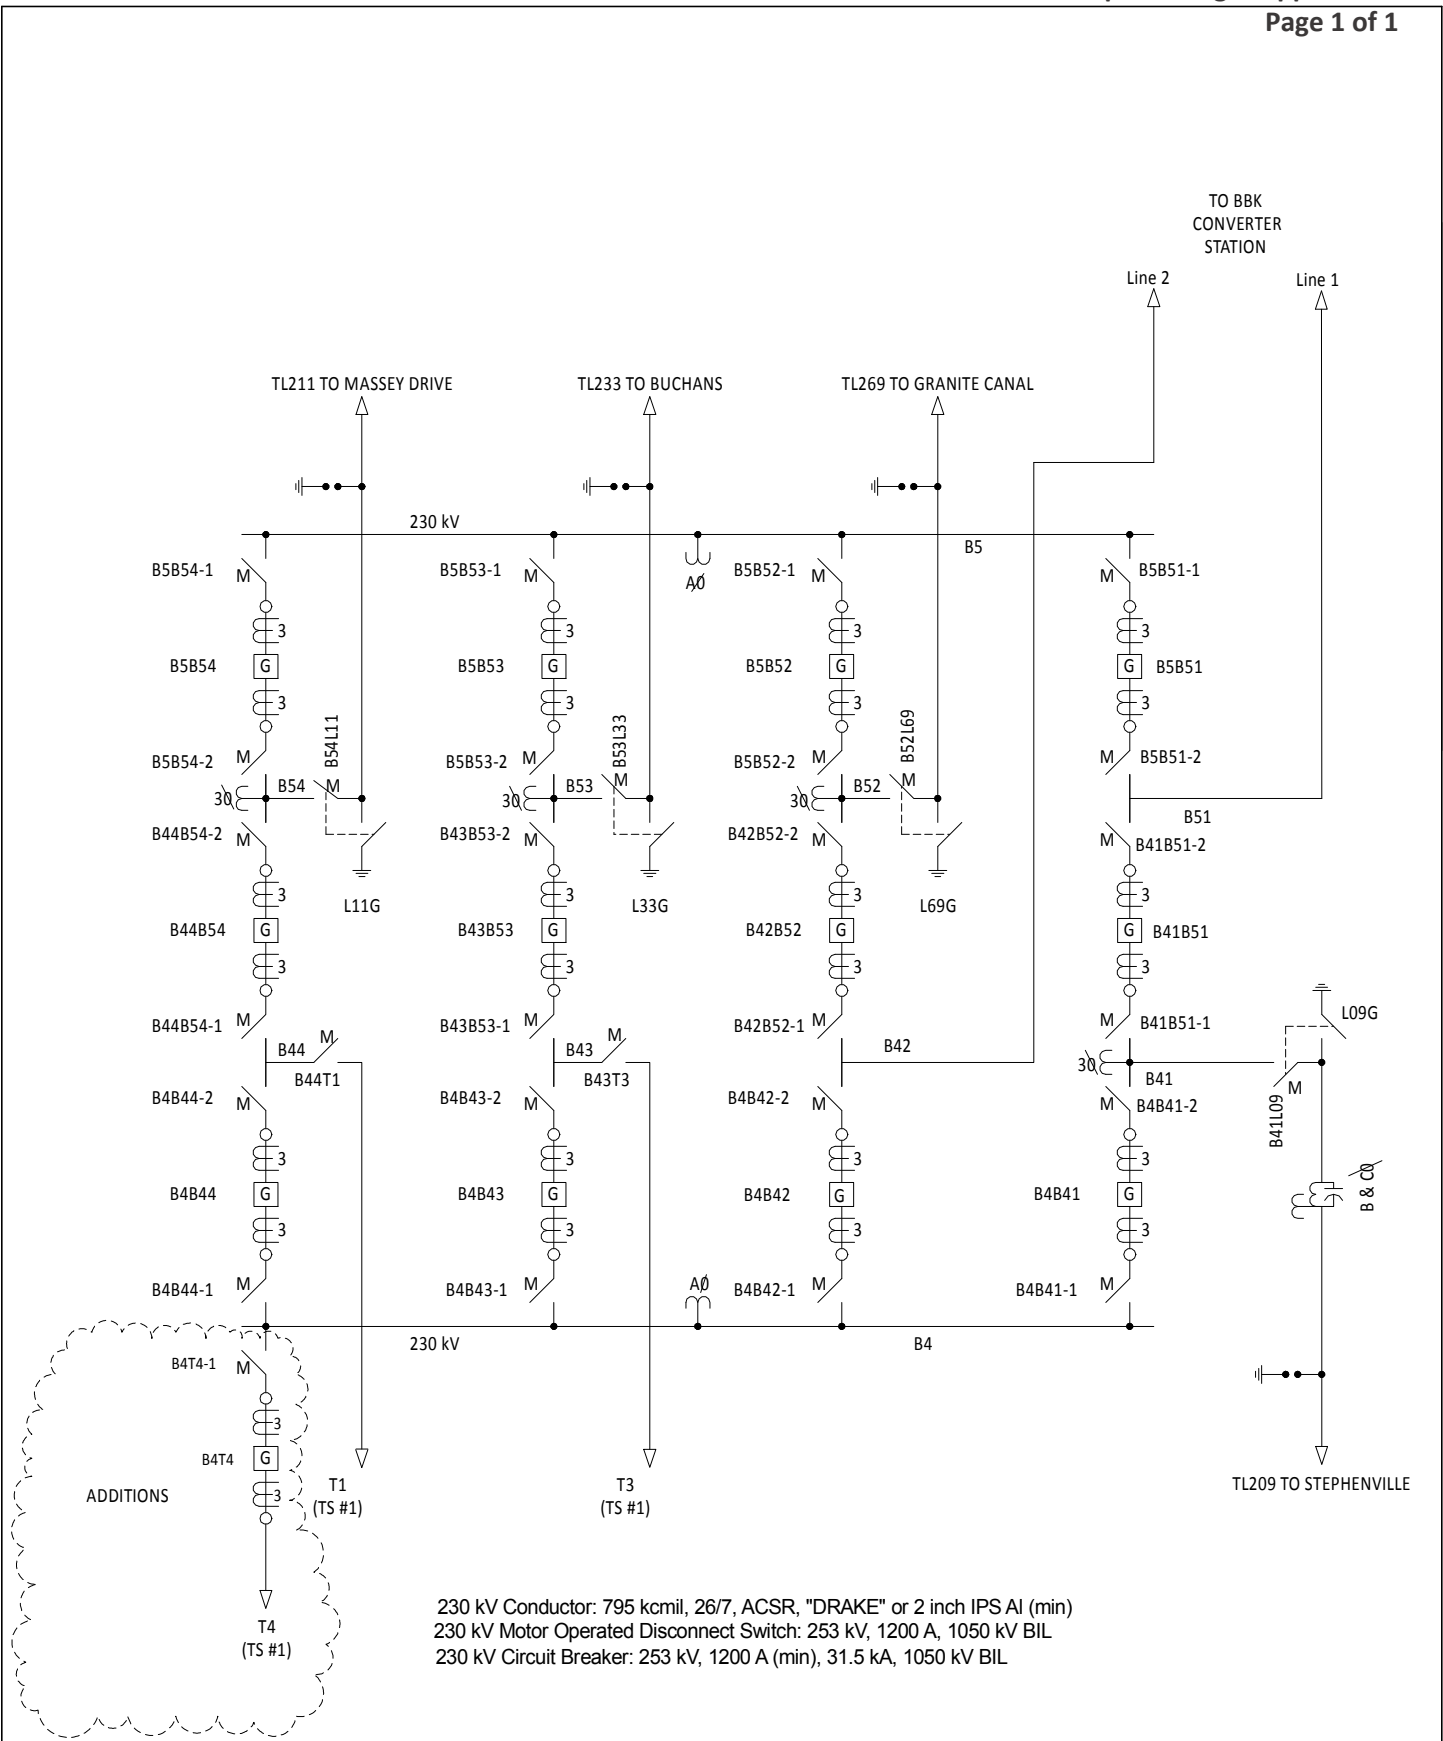 Page 1 of 1
TO BBK
CONVERTER
STATION
Line 2
Line 1
TL211 TO MASSEY DRIVE
TL233 TO BUCHANS
TL269 TO GRANITE CANAL
230 kV
B5
B5B54-1
M
B5B53-1
M
AØ
B5B52-1
M
M
B5B51-1
3
3
3
3
B5B54
G
B5B53
G
B5B52
G
G
B5B51
3
3
3
3
B54L11
B53L33
B52L69
B5B54-2
M
B5B53-2
M
B5B52-2
M
M
B5B51-2
3Ø
B54
M
3Ø
B53
M
3Ø
B52
M
B51
B44B54-2
M
B43B53-2
M
B42B52-2
M
M
B41B51-2
3
3
3
3
L11G
L33G
L69G
B44B54
G
B43B53
G
B42B52
G
G
B41B51
3
3
3
3
B44B54-1
M
B43B53-1
M
B42B52-1
M
M
B41B51-1
L09G
B44
M
B43
M
B42
3Ø
B41
B44T1
B43T3
M
B41L09
B4B44-2
M
B4B43-2
M
B4B42-2
M
M
B4B41-2
3
3
3
3
B4B44
G
B4B43
G
B4B42
G
B4B41
G
B & CØ
3
3
3
3
B4B44-1
M
B4B43-1
M
AØ
B4B42-1
M
B4B41-1
M
230 kV
B4
B4T4-1
M
3
B4T4
G
3
ADDITIONS
T1
(TS #1)
T3
(TS #1)
TL209 TO STEPHENVILLE
T4
(TS #1)
230 kV Conductor: 795 kcmil, 26/7, ACSR, "DRAKE" or 2 inch IPS Al (min)
230 kV Motor Operated Disconnect Switch: 253 kV, 1200 A, 1050 kV BIL
230 kV Circuit Breaker: 253 kV, 1200 A (min), 31.5 kA, 1050 kV BIL